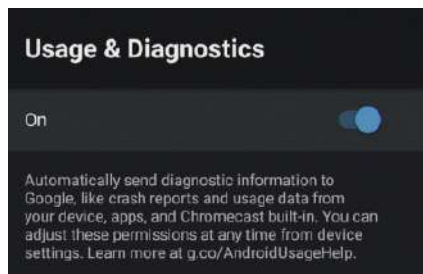 Usage & Diagnostics
On
Automatically send diagnostic information to
Google, like crash reports and usage data from
your device, apps, and Chromecast built-in. You can
adjust these permissions at any time from device
settings. Learn more at g.co/AndroidUsageHelp.